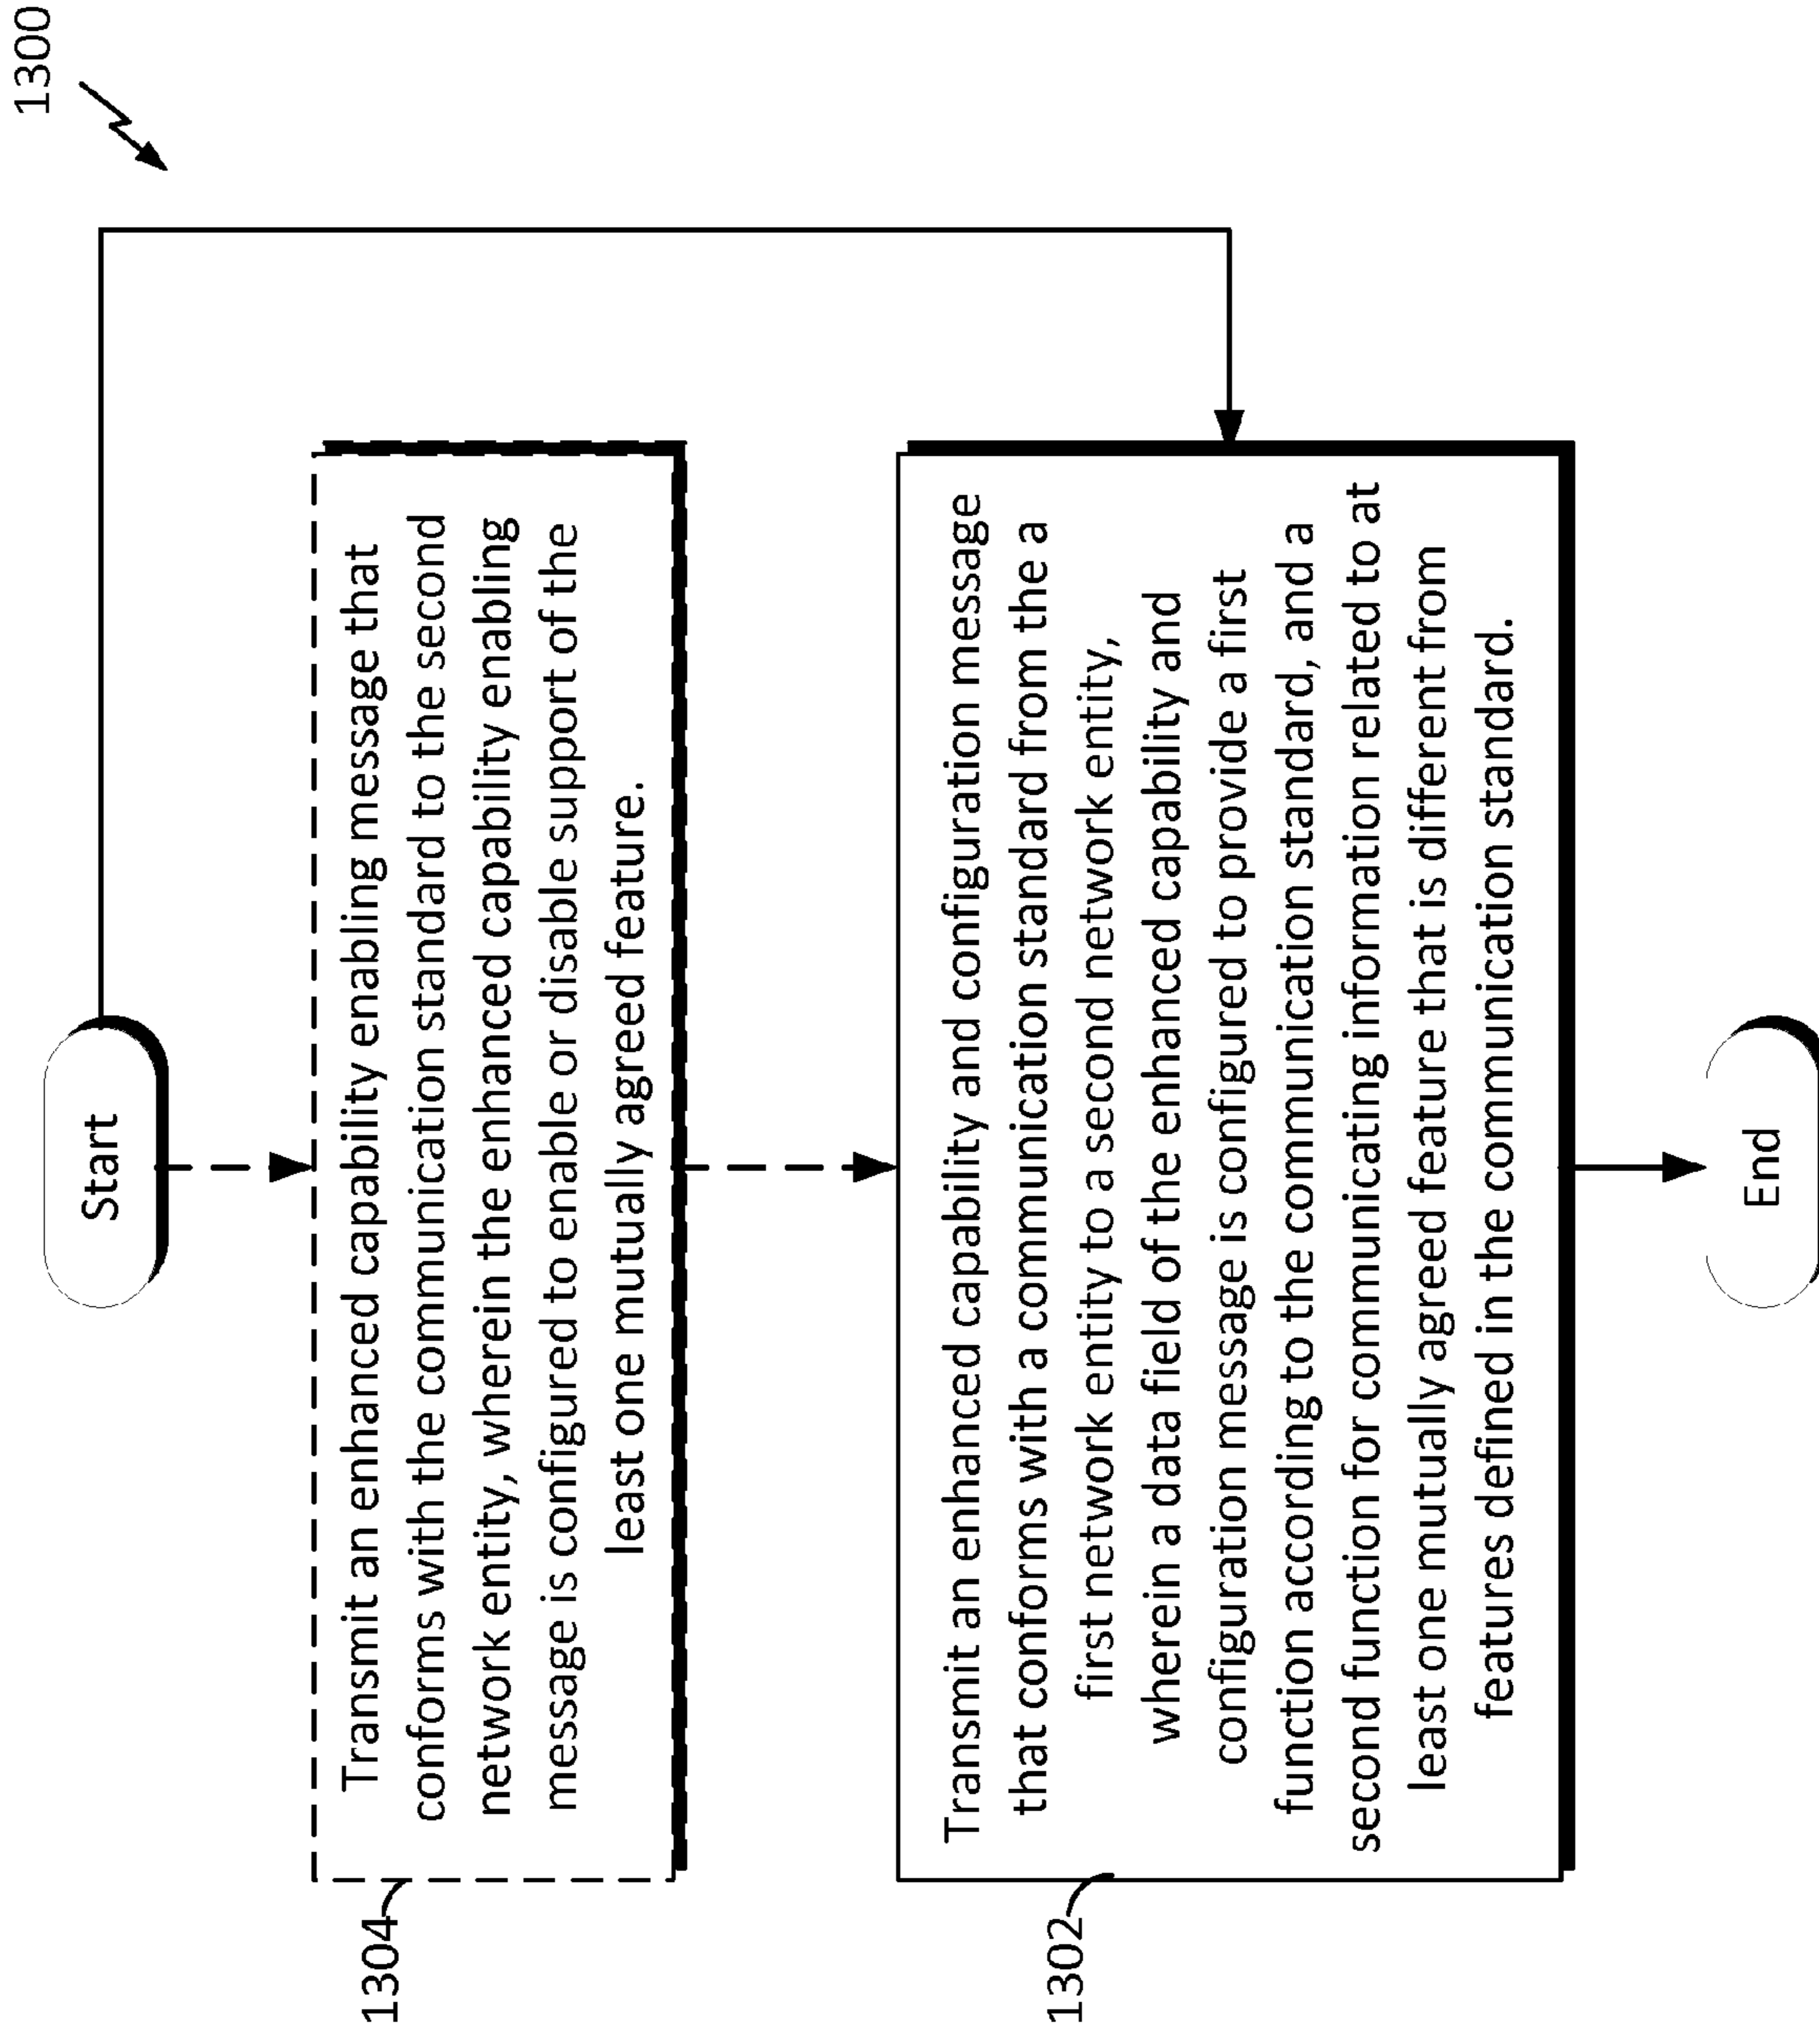 1300
Start
1304
Transmit an enhanced capability enabling message that
conforms with the communication standard to the second
network entity, wherein the enhanced capability enabling
message is configured to enable or disable support of the
least one mutually agreed feature.
1302
Transmit an enhanced capability and configuration message
that conforms with a communication standard from the a
first network entity to a second network entity,
wherein a data field of the enhanced capability and
configuration message is configured to provide a first
function according to the communication standard, and a
second function for communicating information related to at
least one mutually agreed feature that is different from
features defined in the communication standard.
End